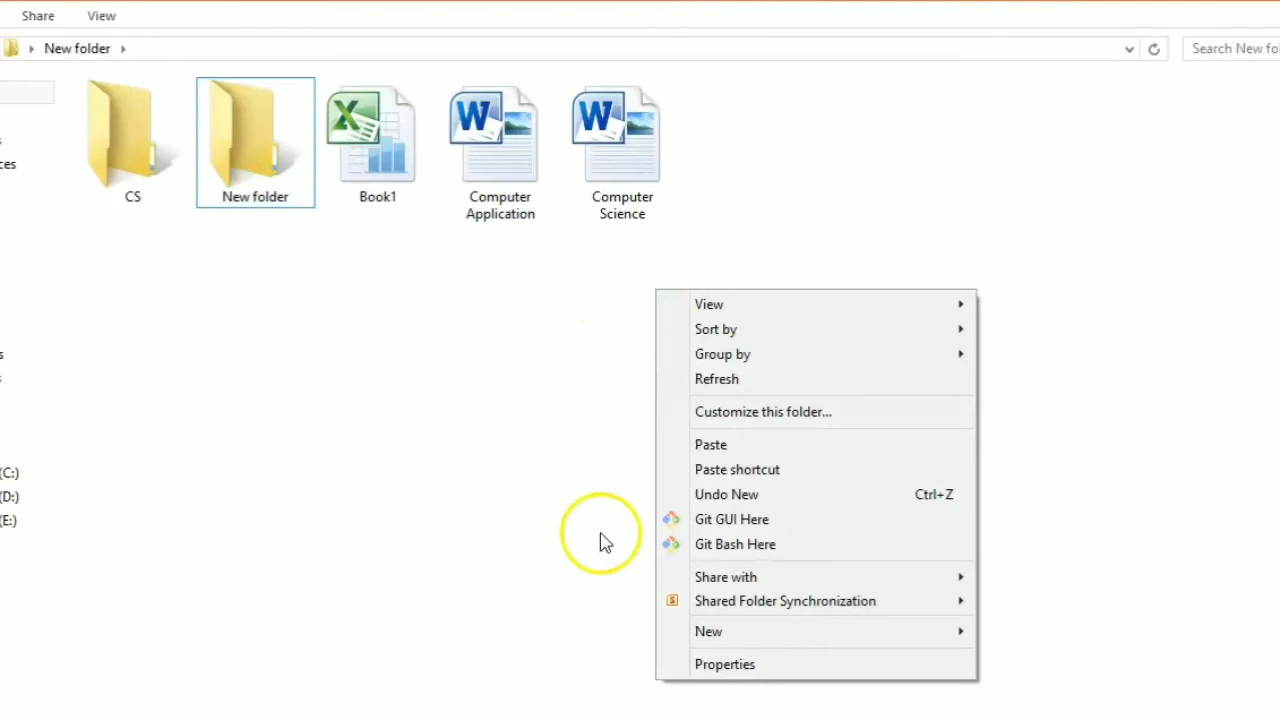 Share View
New folder
Search New fo
CS
New folder
Book1
Computer
Application
Computer
Science
ces
s
(C:)
(D:)
(E:)
View
Sort by
Group by
Refresh
Customize this folder...
Paste
Paste shortcut
Undo New Ctrl+Z
Git GUI Here
Git Bash Here
Share with
Shared Folder Synchronization
New
Properties